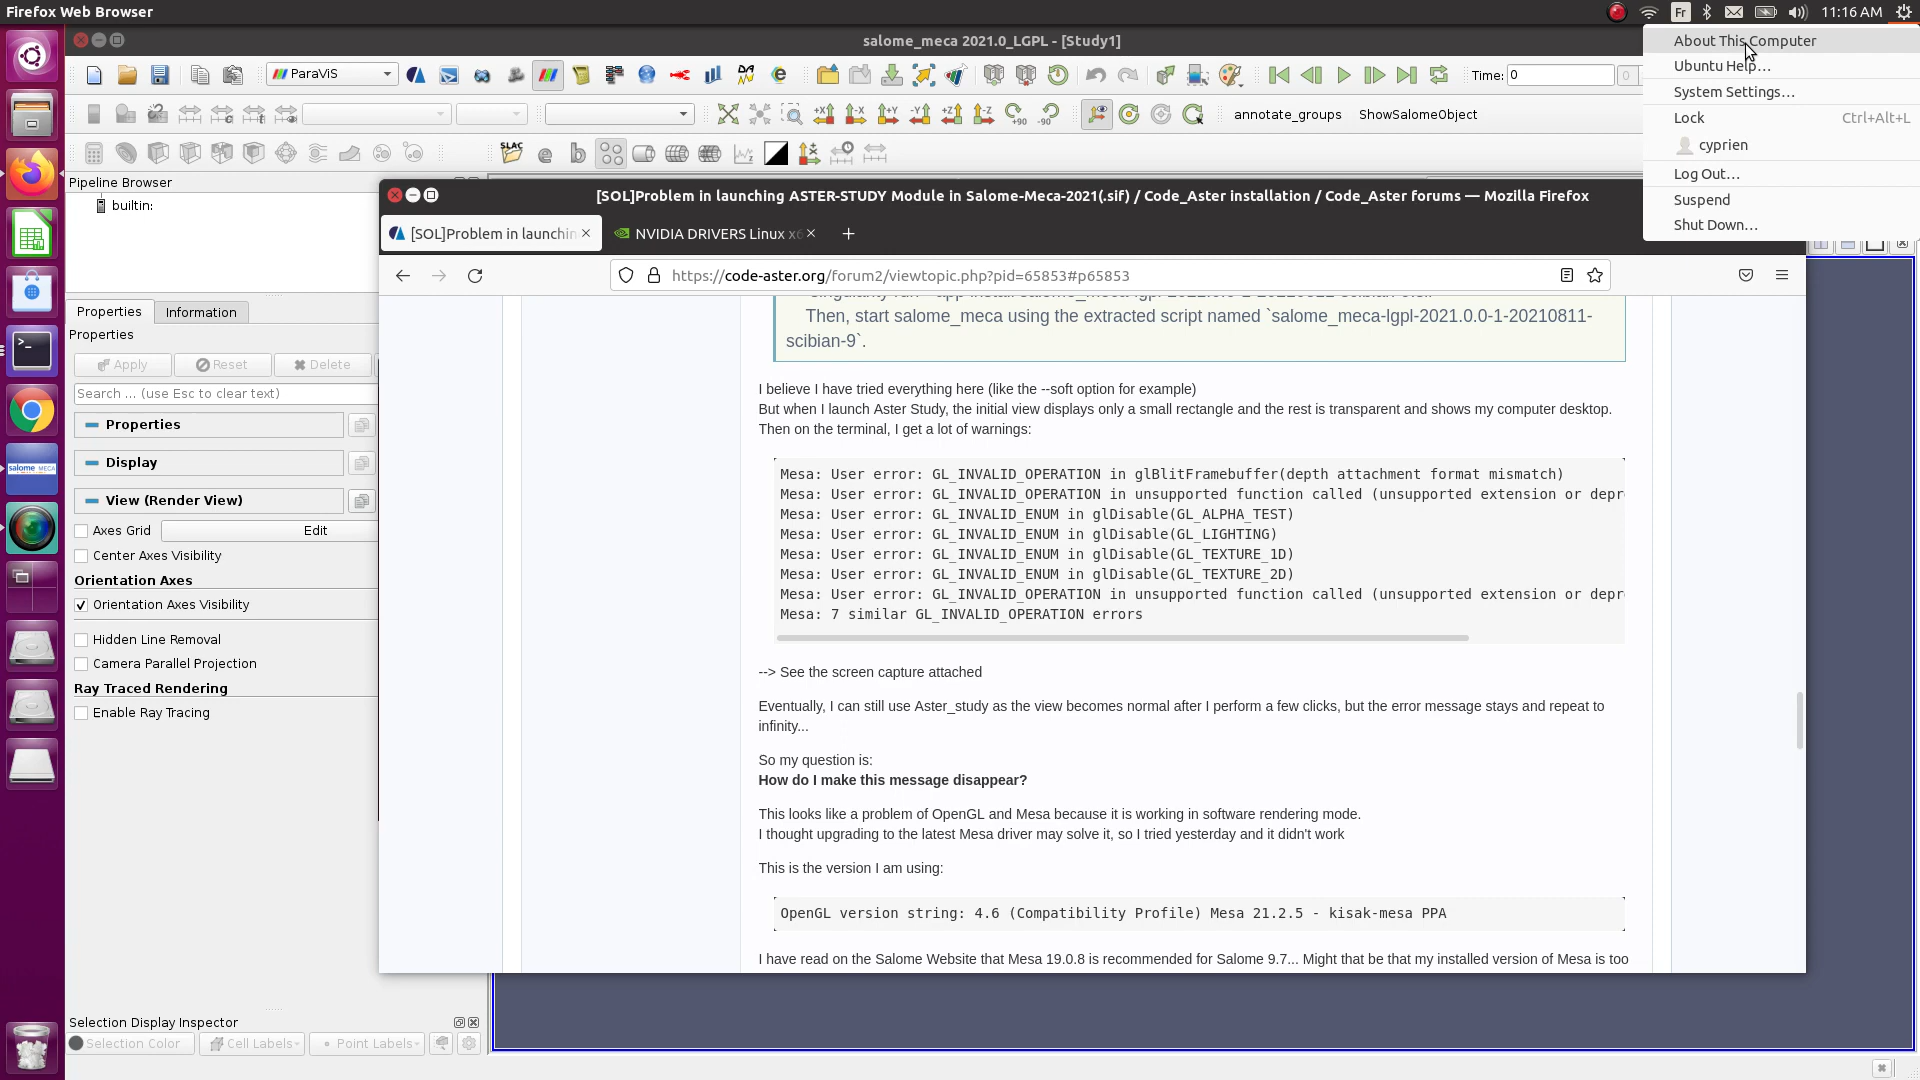 Firefox Web Browser
Fr
11:16 AM
salome_meca 2021.0_LGPL - [Study1]
About This Computer
Ubuntu Help…
System Settings…
Lock Ctrl+Alt+L
cyprien
Log Out…
Suspend
Shut Down…
ParaViS
Time: 0
0
+X -X +Y -Y +Z -Z +90 -90
annotate_groups ShowSalomeObject
SLAC
Pipeline Browser
builtin:
[SOL]Problem in launching ASTER-STUDY Module in Salome-Meca-2021(.sif) / Code_Aster installation / Code_Aster forums — Mozilla Firefox
[SOL]Problem in launchin
NVIDIA DRIVERS Linux x6
https://code-aster.org/forum2/viewtopic.php?pid=65853#p65853
Properties Information
Properties
Apply Reset Delete
Search ... (use Esc to clear text)
Properties
Display
View (Render View)
Axes Grid Edit
Center Axes Visibility
Orientation Axes
Orientation Axes Visibility
Hidden Line Removal
Camera Parallel Projection
Ray Traced Rendering
Enable Ray Tracing
salome MECA
Then, start salome_meca using the extracted script named `salome_meca-lgpl-2021.0.0-1-20210811-
scibian-9`.
I believe I have tried everything here (like the --soft option for example)
But when I launch Aster Study, the initial view displays only a small rectangle and the rest is transparent and shows my computer desktop.
Then on the terminal, I get a lot of warnings:
Mesa: User error: GL_INVALID_OPERATION in glBlitFramebuffer(depth attachment format mismatch)
Mesa: User error: GL_INVALID_OPERATION in unsupported function called (unsupported extension or depr
Mesa: User error: GL_INVALID_ENUM in glDisable(GL_ALPHA_TEST)
Mesa: User error: GL_INVALID_ENUM in glDisable(GL_LIGHTING)
Mesa: User error: GL_INVALID_ENUM in glDisable(GL_TEXTURE_1D)
Mesa: User error: GL_INVALID_ENUM in glDisable(GL_TEXTURE_2D)
Mesa: User error: GL_INVALID_OPERATION in unsupported function called (unsupported extension or depr
Mesa: 7 similar GL_INVALID_OPERATION errors
--> See the screen capture attached
Eventually, I can still use Aster_study as the view becomes normal after I perform a few clicks, but the error message stays and repeat to
infinity...
So my question is:
How do I make this message disappear?
This looks like a problem of OpenGL and Mesa because it is working in software rendering mode.
I thought upgrading to the latest Mesa driver may solve it, so I tried yesterday and it didn't work
This is the version I am using:
OpenGL version string: 4.6 (Compatibility Profile) Mesa 21.2.5 - kisak-mesa PPA
I have read on the Salome Website that Mesa 19.0.8 is recommended for Salome 9.7... Might that be that my installed version of Mesa is too
Selection Display Inspector
Selection Color Cell Labels Point Labels